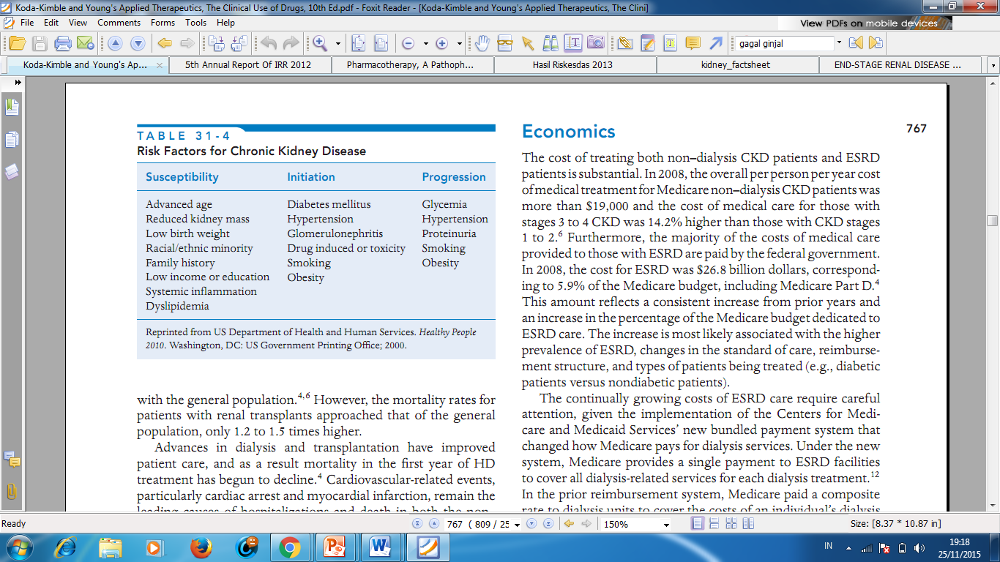 Koda-Kimble and Young's Applied Therapeutics, The Clinical Use of Drugs, 10th Ed.pdf - Foxit Reader - [Koda-Kimble and Young's Applied Therapeutics, The Clini]
File Edit View Comments Forms Tools Help
View PDFs on mobile devices
gagal ginjal
Koda-Kimble and Young's Ap... 5th Annual Report Of IRR 2012 Pharmacotherapy, A Pathoph... Hasil Riskesdas 2013 kidney_factsheet END-STAGE RENAL DISEASE ...
TABLE 31-4
Risk Factors for Chronic Kidney Disease
Susceptibility Initiation Progression
Advanced age Diabetes mellitus Glycemia
Reduced kidney mass Hypertension Hypertension
Low birth weight Glomerulonephritis Proteinuria
Racial/ethnic minority Drug induced or toxicity Smoking
Family history Smoking Obesity
Low income or education Obesity
Systemic inflammation
Dyslipidemia
Reprinted from US Department of Health and Human Services. Healthy People
2010. Washington, DC: US Government Printing Office; 2000.
with the general population.4,6 However, the mortality rates for
patients with renal transplants approached that of the general
population, only 1.2 to 1.5 times higher.
Advances in dialysis and transplantation have improved
patient care, and as a result mortality in the first year of HD
treatment has begun to decline.4 Cardiovascular-related events,
particularly cardiac arrest and myocardial infarction, remain the
leading causes of hospitalizations and death in both the non-
Economics
767
The cost of treating both non–dialysis CKD patients and ESRD
patients is substantial. In 2008, the overall per person per year cost
of medical treatment for Medicare non–dialysis CKD patients was
more than $19,000 and the cost of medical care for those with
stages 3 to 4 CKD was 14.2% higher than those with CKD stages
1 to 2.6 Furthermore, the majority of the costs of medical care
provided to those with ESRD are paid by the federal government.
In 2008, the cost for ESRD was $26.8 billion dollars, correspond-
ing to 5.9% of the Medicare budget, including Medicare Part D.4
This amount reflects a consistent increase from prior years and
an increase in the percentage of the Medicare budget dedicated to
ESRD care. The increase is most likely associated with the higher
prevalence of ESRD, changes in the standard of care, reimburse-
ment structure, and types of patients being treated (e.g., diabetic
patients versus nondiabetic patients).
The continually growing costs of ESRD care require careful
attention, given the implementation of the Centers for Medi-
care and Medicaid Services' new bundled payment system that
changed how Medicare pays for dialysis services. Under the new
system, Medicare provides a single payment to ESRD facilities
to cover all dialysis-related services for each dialysis treatment.12
In the prior reimbursement system, Medicare paid a composite
rate to dialysis units to cover the costs of an individual's dialysis
Ready 767 (809 / 25 150% Size: [8.37 * 10.87 in]
IN 19:18
25/11/2015